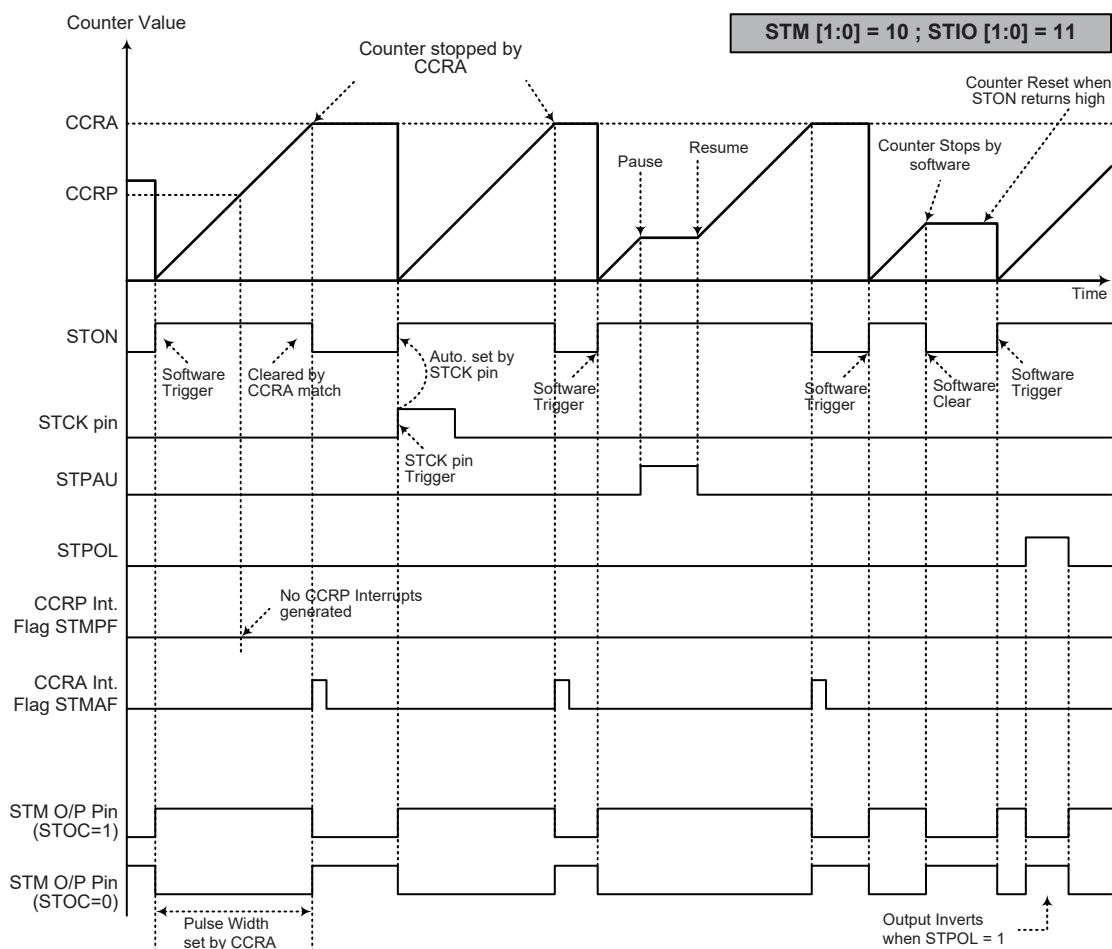 Counter Value
STM [1:0] = 10 ; STIO [1:0] = 11
Counter stopped by
CCRA
Counter Reset when
STON returns high
CCRA
Pause
Resume
Counter Stops by
software
CCRP
Time
STON
Software
Trigger
Cleared by
CCRA match
Auto. set by
STCK pin
Software
Trigger
Software
Trigger
Software
Clear
Software
Trigger
STCK pin
STCK pin
Trigger
STPAU
STPOL
CCRP Int.
Flag STMPF
No CCRP Interrupts
generated
CCRA Int.
Flag STMAF
STM O/P Pin
(STOC=1)
STM O/P Pin
(STOC=0)
Pulse Width
set by CCRA
Output Inverts
when STPOL = 1